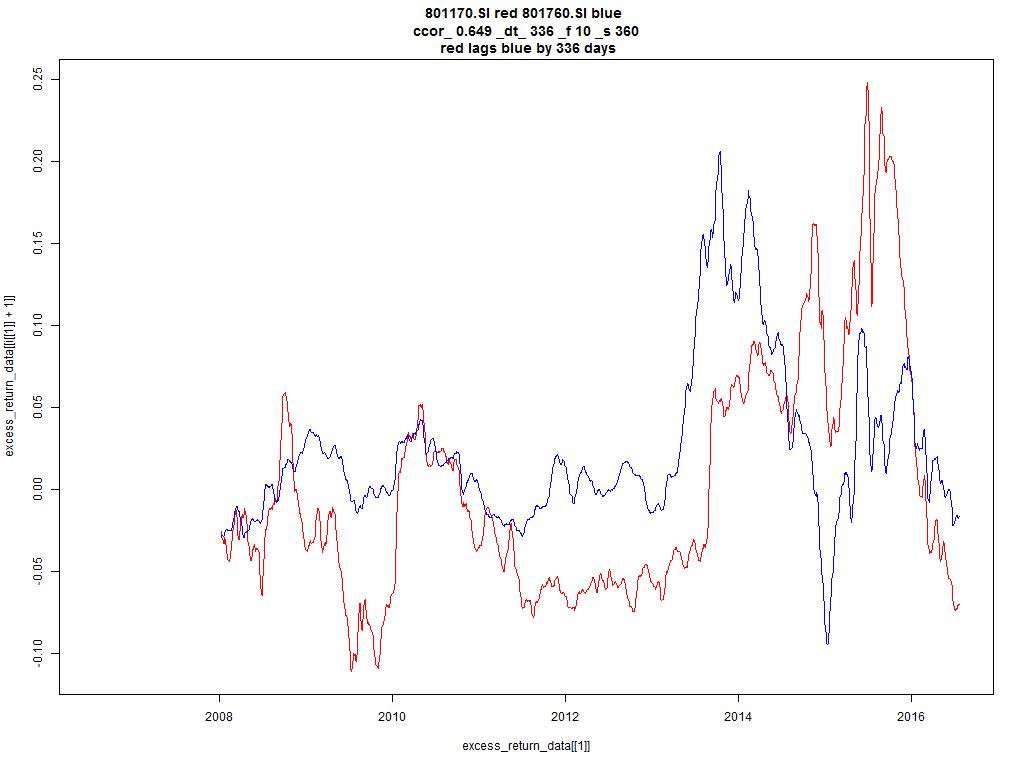 801170.SI red 801760.SI blue
ccor_ 0.649 _dt_ 336 _f 10 _s 360
red lags blue by 336 days
0.25
0.20
0.15
0.10
0.05
0.00
-0.05
-0.10
excess_return_data[[i[[1]] + 1]]
2008 2010 2012 2014 2016
excess_return_data[[1]]